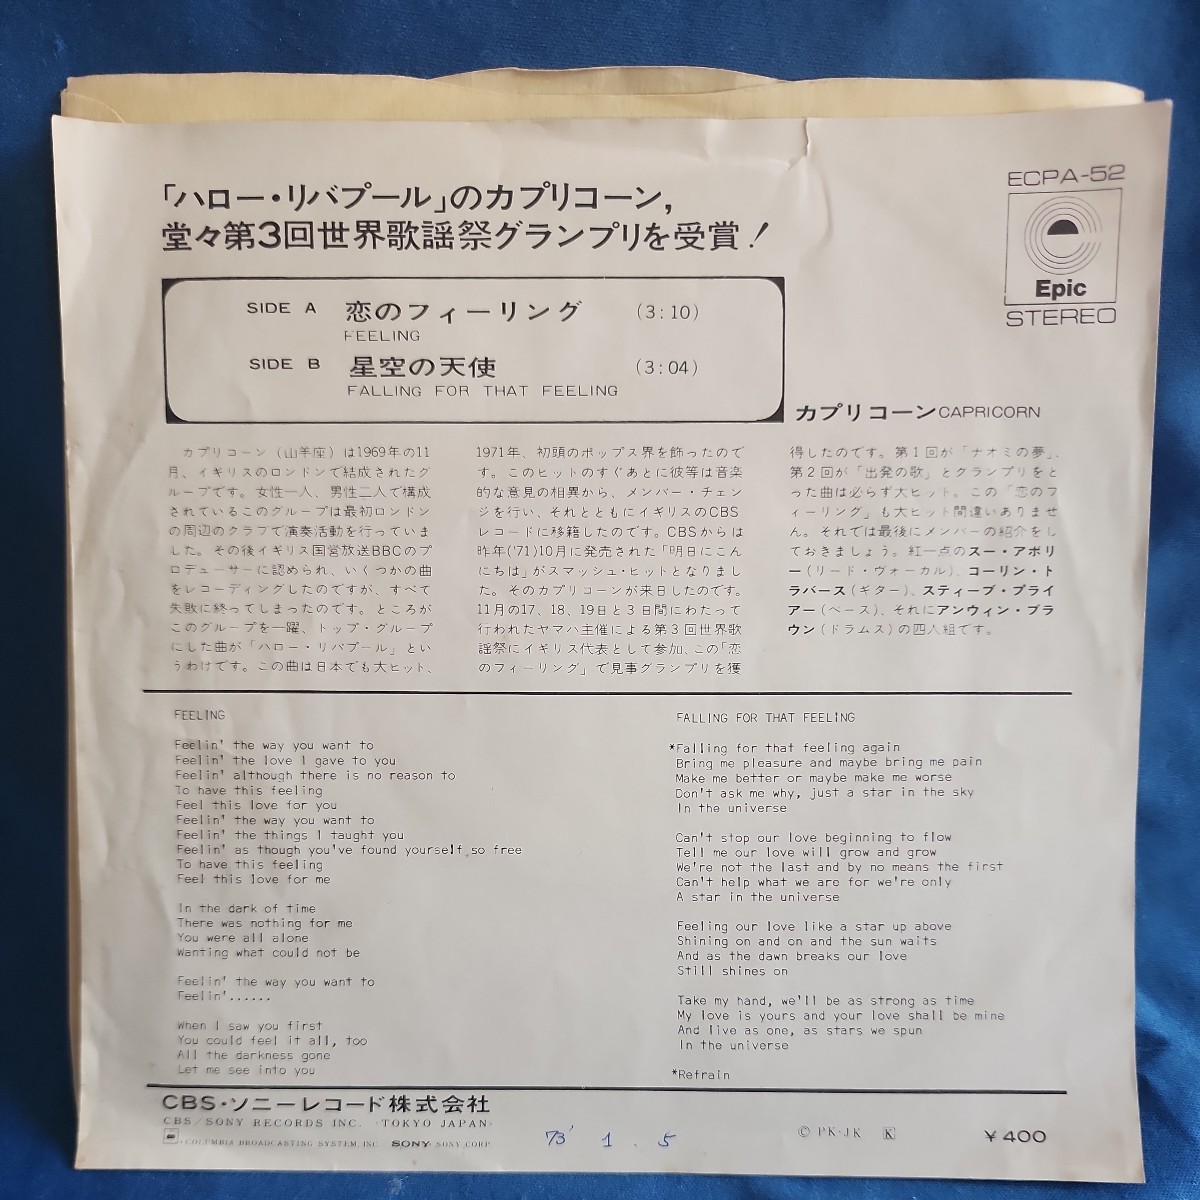 「ハロー・リバプール」のカプリコーン,
堂々第3回世界歌謡祭グランプリを受賞!
ECPA-52
Epic
STEREO
SIDE A 恋のフィーリング (3:10)
FEELING
SIDE B 星空の天使 (3:04)
FALLING FOR THAT FEELING
カプリコーンCAPRICORN
カプリコーン(山羊座)は1969年の11
月、イギリスのロンドンで結成されたグ
ループです。女性一人、男性二人で構成
されているこのグループは最初ロンドン
の周辺のクラブで演奏活動を行っていま
した。その後イギリス国営放送BBCのプ
ロデューサーに認められ、いくつかの曲
をレコーディングしたのですが、すべて
失敗に終ってしまったのです。ところが
このグループを一躍、トップ・グループ
にした曲が「ハロー・リバプール」とい
うわけです。この曲は日本でも大ヒット、
1971年、初頭のポップス界を飾ったので
す。このヒットのすぐあとに彼等は音楽
的な意見の相異から、メンバー・チェン
ジを行い、それとともにイギリスのCBS
レコードに移籍したのです。CBSからは
昨年('71)10月に発売された「明日にこん
にちは」がスマッシュ・ヒットとなりまし
た。そのカプリコーンが来日したのです。
11月の17、18、19日と3日間にわたって
行われたヤマハ主催による第3回世界歌
謡祭にイギリス代表として参加、この「恋
のフィーリング」で見事グランプリを獲
得したのです。第1回が「ナオミの夢」、
第2回が「出発の歌」とグランプリをと
った曲は必らず大ヒット。この「恋のフ
ィーリング」も大ヒット間違いありませ
ん。それでは最後にメンバーの紹介をし
ておきましょう。紅一点のスー・アボリ
ー(リード・ヴォーカル)、コーリン・ト
ラバース(ギター)、スティーブ・プライ
アー(ベース)、それにアンウィン・ブラ
ウン(ドラムス)の四人組です。
FEELING
Feelin' the way you want to
Feelin' the love I gave to you
Feelin' although there is no reason to
To have this feeling
Feel this love for you
Feelin' the way you want to
Feelin' the things I taught you
Feelin' as though you've found yourself so free
To have this feeling
Feel this love for me
In the dark of time
There was nothing for me
You were all alone
Wanting what could not be
Feelin' the way you want to
Feelin'......
When I saw you first
You could feel it all, too
All the darkness gone
Let me see into you
FALLING FOR THAT FEELING
*Falling for that feeling again
Bring me pleasure and maybe bring me pain
Make me better or maybe make me worse
Don't ask me why, just a star in the sky
In the universe
Can't stop our love beginning to flow
Tell me our love will grow and grow
We're not the last and by no means the first
Can't help what we are for we're only
A star in the universe
Feeling our love like a star up above
Shining on and on and the sun waits
And as the dawn breaks our love
Still shines on
Take my hand, we'll be as strong as time
My love is yours and your love shall be mine
And live as one, as stars we spun
In the universe
*Refrain
CBS・ソニーレコード株式会社
CBS/SONY RECORDS INC. ·TOKYO JAPAN·
COLUMBIA BROADCASTING SYSTEM, INC. SONY· SONY CORP.
73' 1. 5
© PK·JK K
¥400